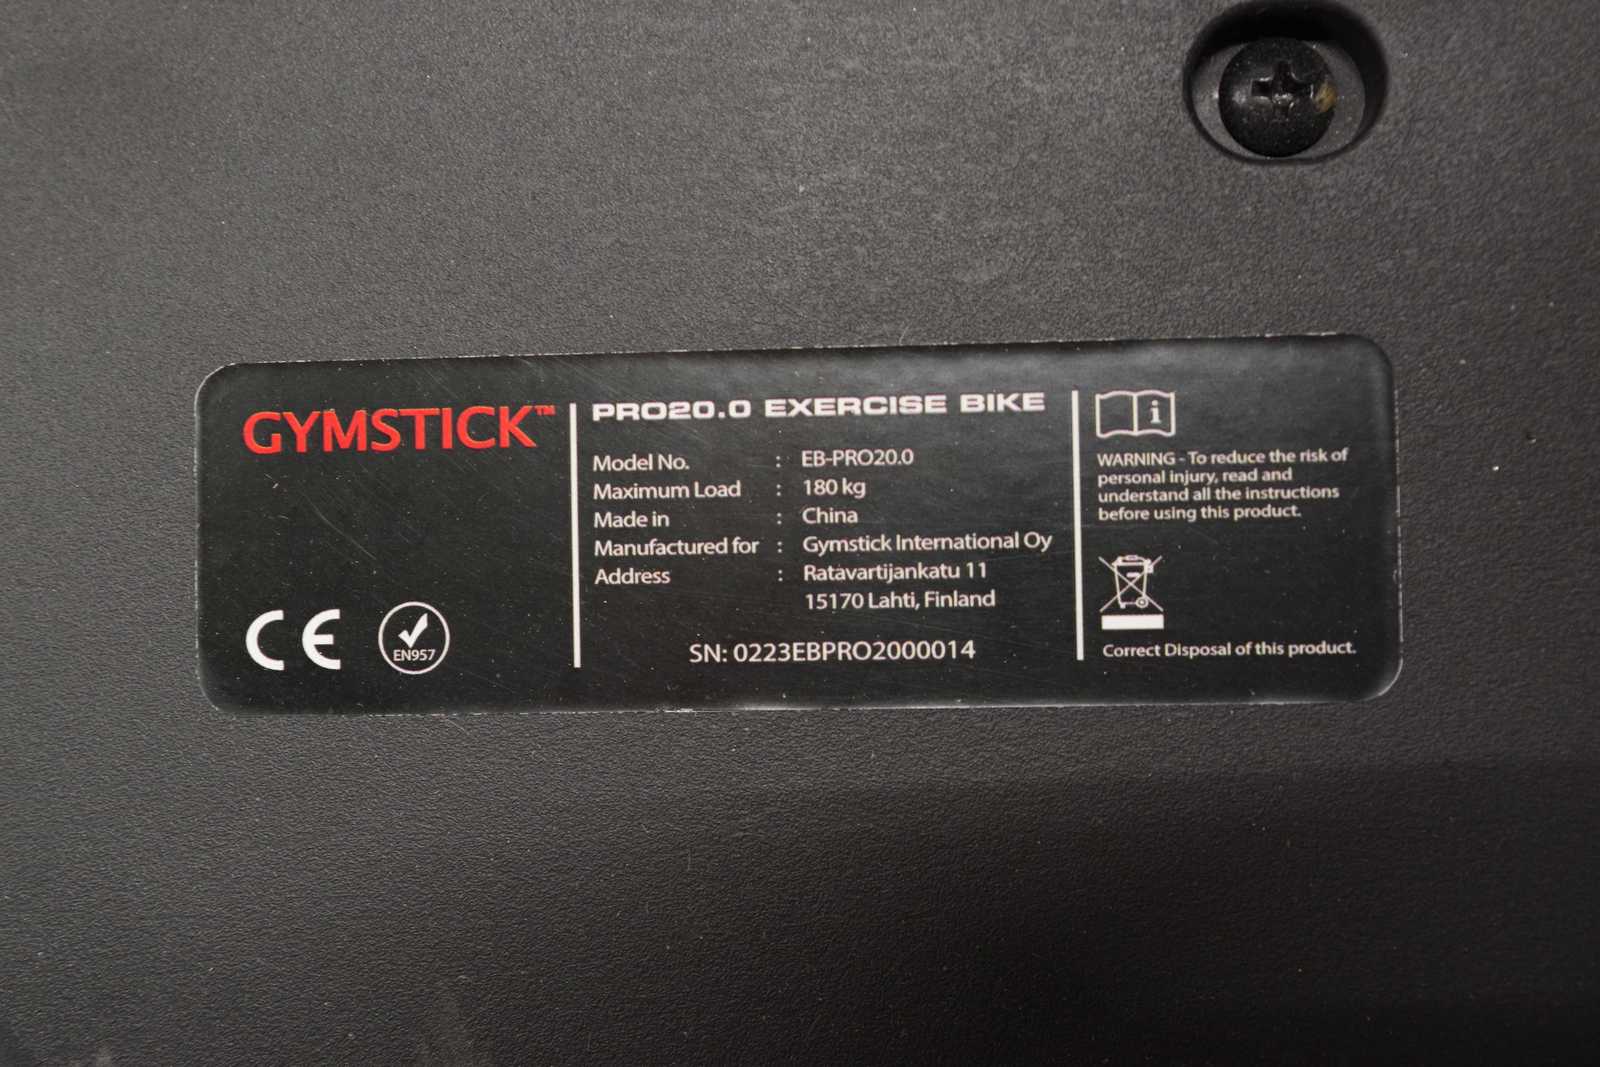 GYMSTICK™
CE
EN957
PRO20.0 EXERCISE BIKE
Model No. : EB-PRO20.0
Maximum Load : 180 kg
Made in : China
Manufactured for : Gymstick International Oy
Address : Ratavartijankatu 11
15170 Lahti, Finland
SN: 0223EBPRO2000014
i
WARNING - To reduce the risk of
personal injury, read and
understand all the instructions
before using this product.
Correct Disposal of this product.